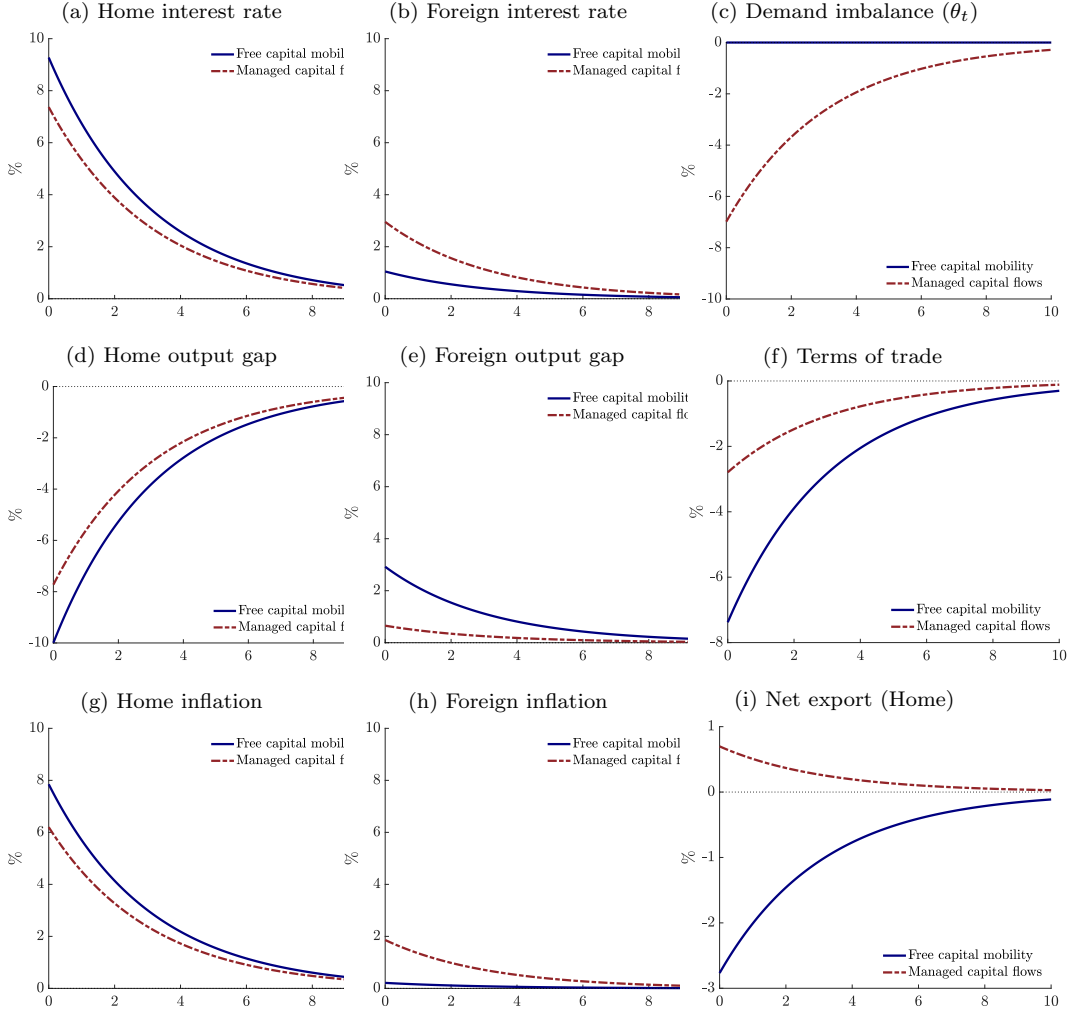 (a) Home interest rate
10
8
6
4
2
0
%
0 2 4 6 8
Free capital mobil
Managed capital f
(b) Foreign interest rate
10
8
6
4
2
0
%
0 2 4 6 8
Free capital mobil
Managed capital f
(c) Demand imbalance (θt)
0
-2
-4
-6
-8
-10
%
0 2 4 6 8 10
Free capital mobility
Managed capital flows
(d) Home output gap
0
-2
-4
-6
-8
-10
%
0 2 4 6 8
Free capital mobil
Managed capital f
(e) Foreign output gap
10
8
6
4
2
0
%
0 2 4 6 8
Free capital mobilit
Managed capital flo
(f) Terms of trade
0
-2
-4
-6
-8
%
0 2 4 6 8 10
Free capital mobility
Managed capital flows
(g) Home inflation
10
8
6
4
2
0
%
0 2 4 6 8
Free capital mobil
Managed capital f
(h) Foreign inflation
10
8
6
4
2
0
%
0 2 4 6 8
Free capital mobil
Managed capital f
(i) Net export (Home)
1
0
-1
-2
-3
%
0 2 4 6 8 10
Free capital mobility
Managed capital flows